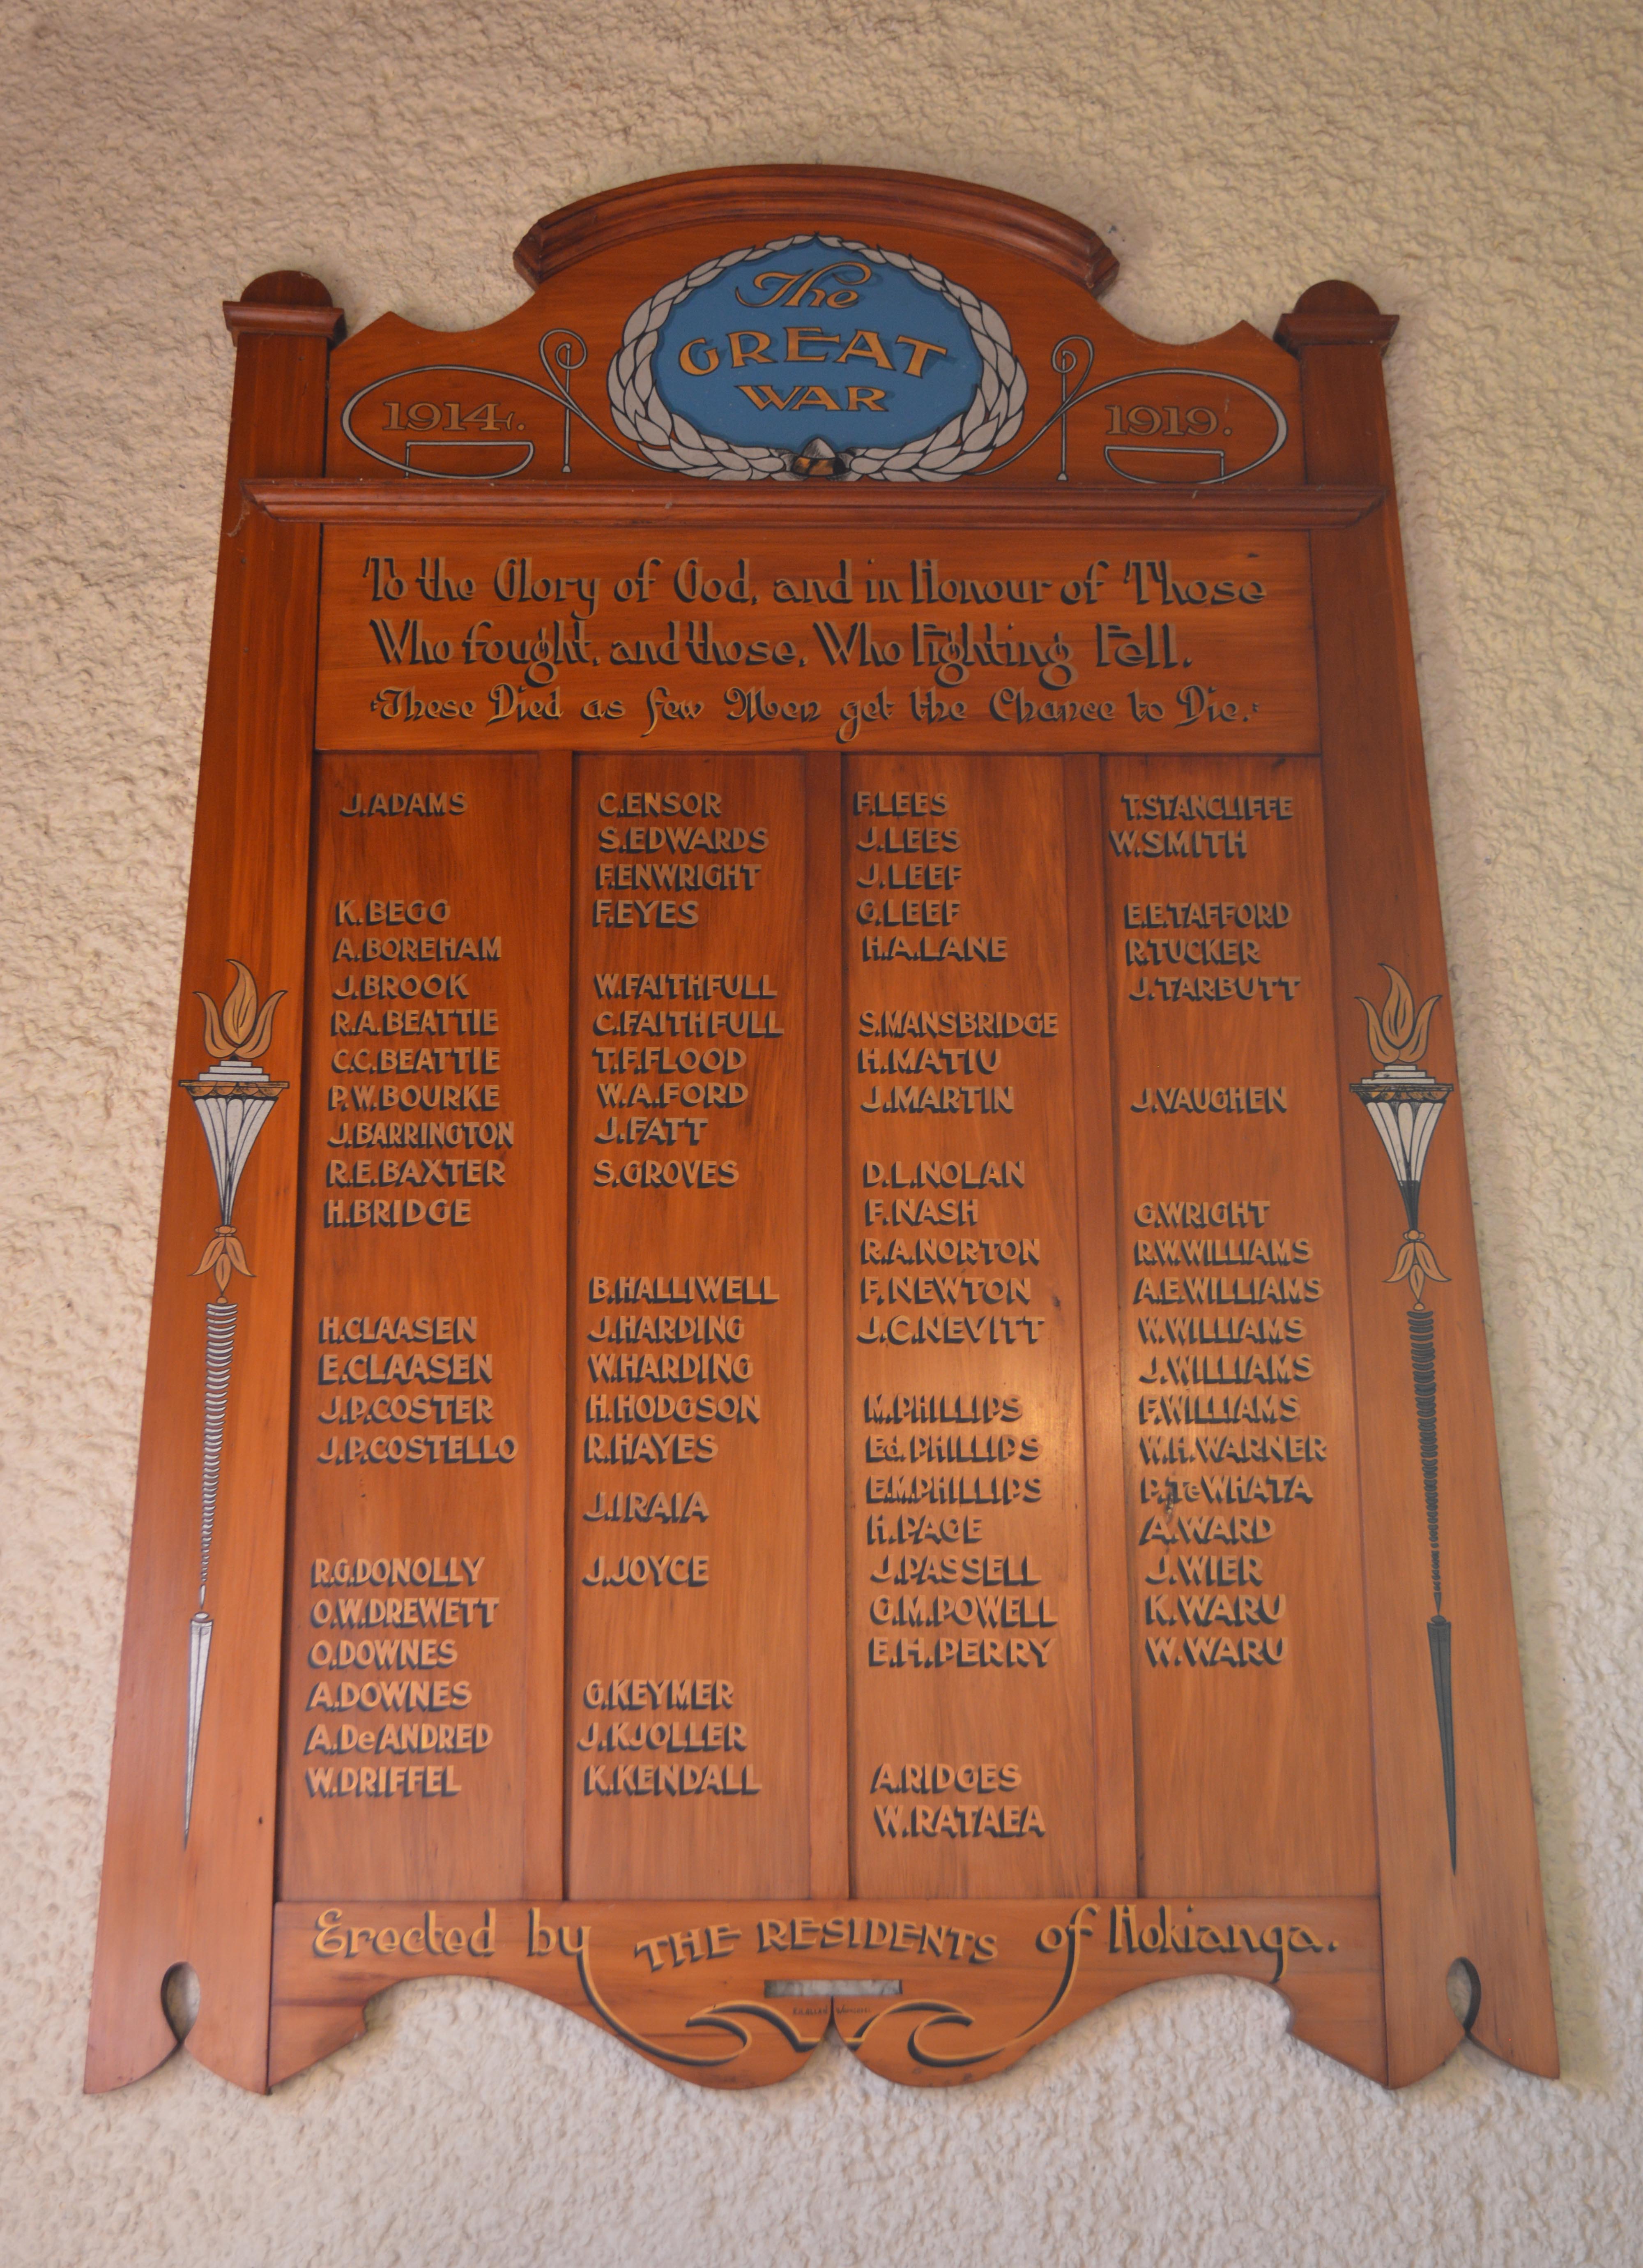 The
GREAT
WAR
1914.
1919.
To the Glory of God, and in Honour of Those
Who fought, and those, Who Fighting Fell.
"These Died as few Men get the Chance to Die."
J.ADAMS
K.BEGG
A.BOREHAM
J.BROOK
R.A.BEATTIE
C.C.BEATTIE
P.W.BOURKE
J.BARRINGTON
R.E.BAXTER
H.BRIDGE
H.CLAASEN
E.CLAASEN
J.P.COSTER
J.P.COSTELLO
R.G.DONOLLY
O.W.DREWETT
O.DOWNES
A.DOWNES
A.DeANDRED
W.DRIFFEL
C.ENSOR
S.EDWARDS
F.ENWRIGHT
F.EYES
W.FAITHFULL
C.FAITHFULL
T.F.FLOOD
W.A.FORD
J.FATT
S.GROVES
B.HALLIWELL
J.HARDING
W.HARDING
H.HODGSON
R.HAYES
J.IRAIA
J.JOYCE
G.KEYMER
J.KJOLLER
K.KENDALL
F.LEES
J.LEES
J.LEEF
G.LEEF
H.A.LANE
S.MANSBRIDGE
H.MATIU
J.MARTIN
D.L.NOLAN
F.NASH
R.A.NORTON
F.NEWTON
J.C.NEVITT
M.PHILLIPS
Ed.PHILLIPS
E.M.PHILLIPS
H.PAGE
J.PASSELL
G.M.POWELL
E.H.PERRY
A.RIDGES
W.RATAEA
T.STANCLIFFE
W.SMITH
E.E.TAFFORD
R.TUCKER
J.TARBUTT
J.VAUGHEN
G.WRIGHT
R.W.WILLIAMS
A.E.WILLIAMS
W.WILLIAMS
J.WILLIAMS
F.WILLIAMS
W.H.WARNER
P.TeWHATA
A.WARD
J.WIER
K.WARU
W.WARU
Erected by THE RESIDENTS of Hokianga.